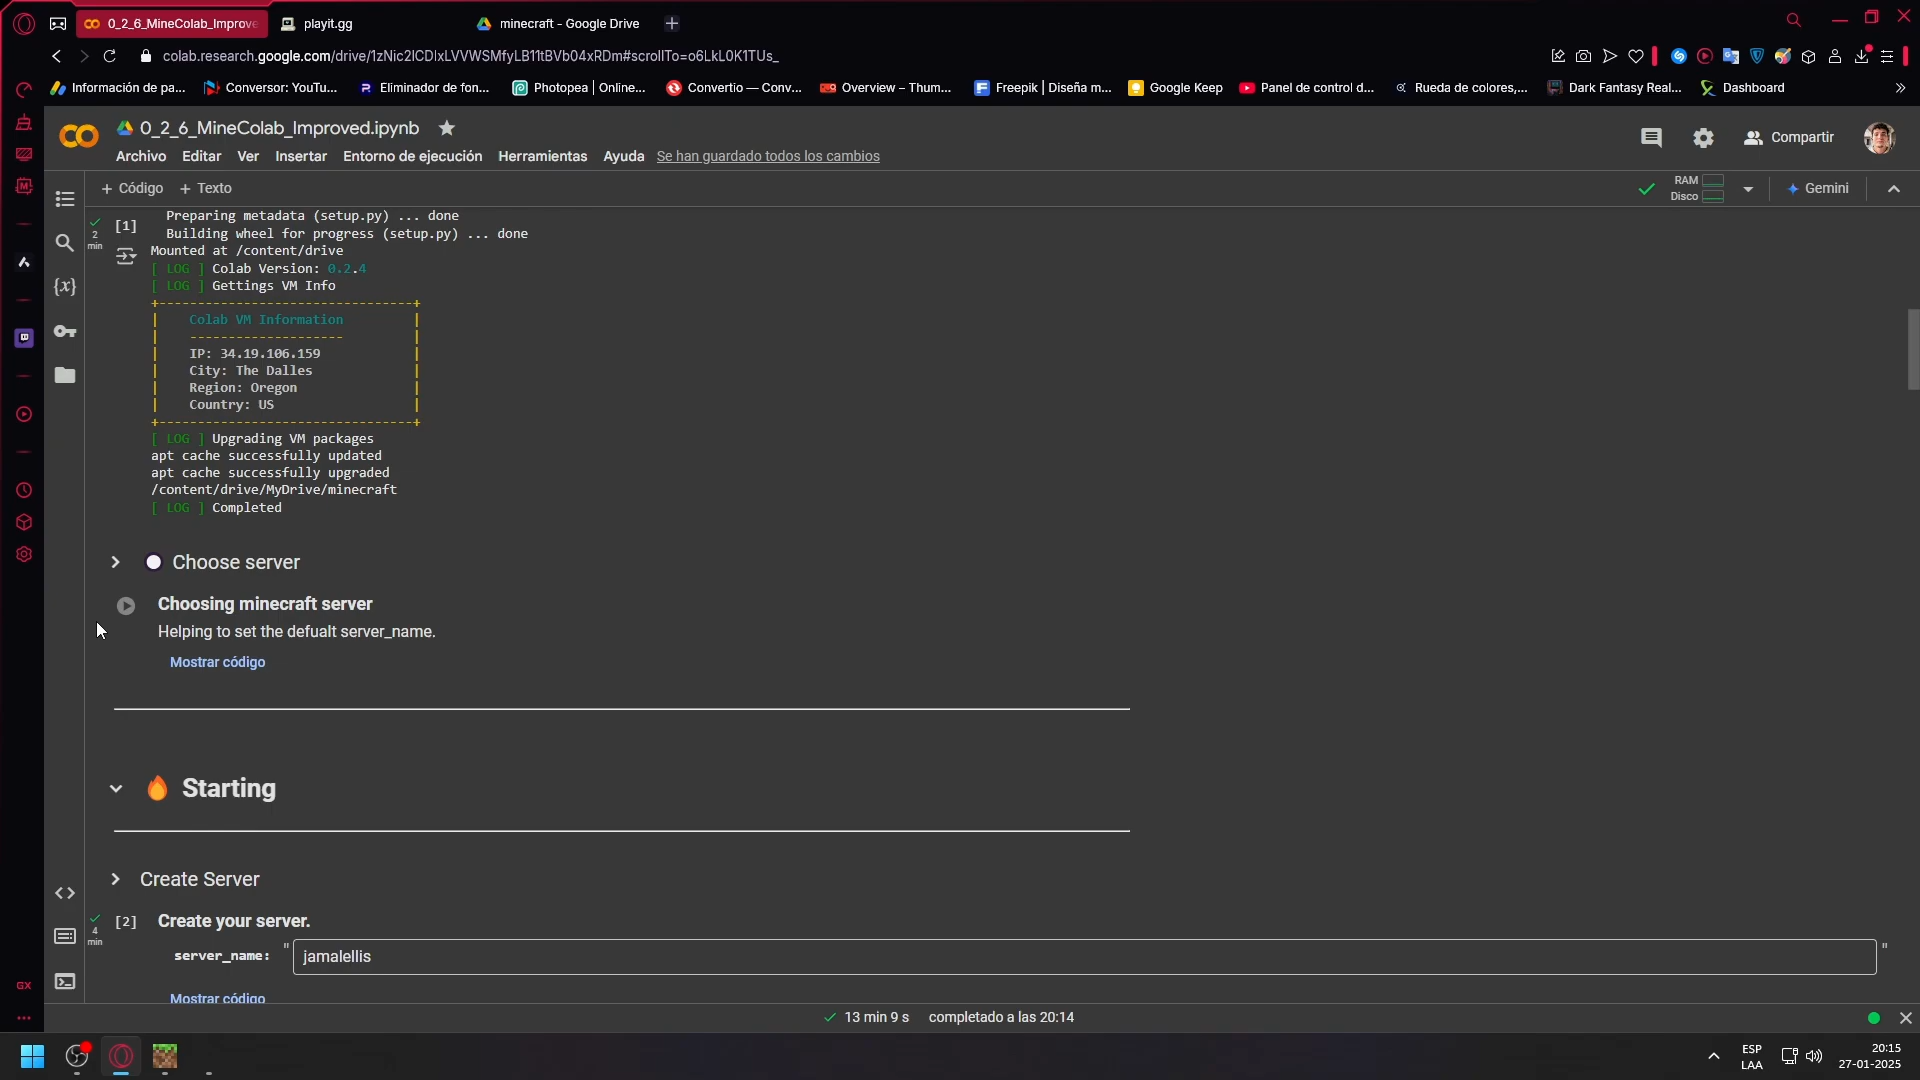 0_2_6_MineColab_Improve
playit.gg
minecraft - Google Drive
colab.research.google.com/drive/1zNic2ICDIxLVVWSMfyLB11tBVb04xRDm#scrollTo=o6LkL0K1TUs_
Información de pa...
Conversor: YouTu...
Eliminador de fon...
Photopea | Online...
Convertio — Conv...
Overview – Thum...
Freepik | Diseña m...
Google Keep
Panel de control d...
Rueda de colores,...
Dark Fantasy Real...
Dashboard
0_2_6_MineColab_Improved.ipynb
Compartir
Archivo Editar Ver Insertar Entorno de ejecución Herramientas Ayuda Se han guardado todos los cambios
+ Código + Texto
RAM
Disco
Gemini
2
min
[1]
Preparing metadata (setup.py) ... done
Building wheel for progress (setup.py) ... done
Mounted at /content/drive
[ LOG ] Colab Version: 0.2.4
[ LOG ] Gettings VM Info
+---------------------------------+
| Colab VM Information |
| -------------------- |
| IP: 34.19.106.159 |
| City: The Dalles |
| Region: Oregon |
| Country: US |
+---------------------------------+
[ LOG ] Upgrading VM packages
apt cache successfully updated
apt cache successfully upgraded
/content/drive/MyDrive/minecraft
[ LOG ] Completed
Choose server
Choosing minecraft server
Helping to set the defualt server_name.
Mostrar código
Starting
Create Server
4
min
[2]
Create your server.
server_name: "jamalellis"
Mostrar código
13 min 9 s completado a las 20:14
GX
ESP
LAA
20:15
27-01-2025